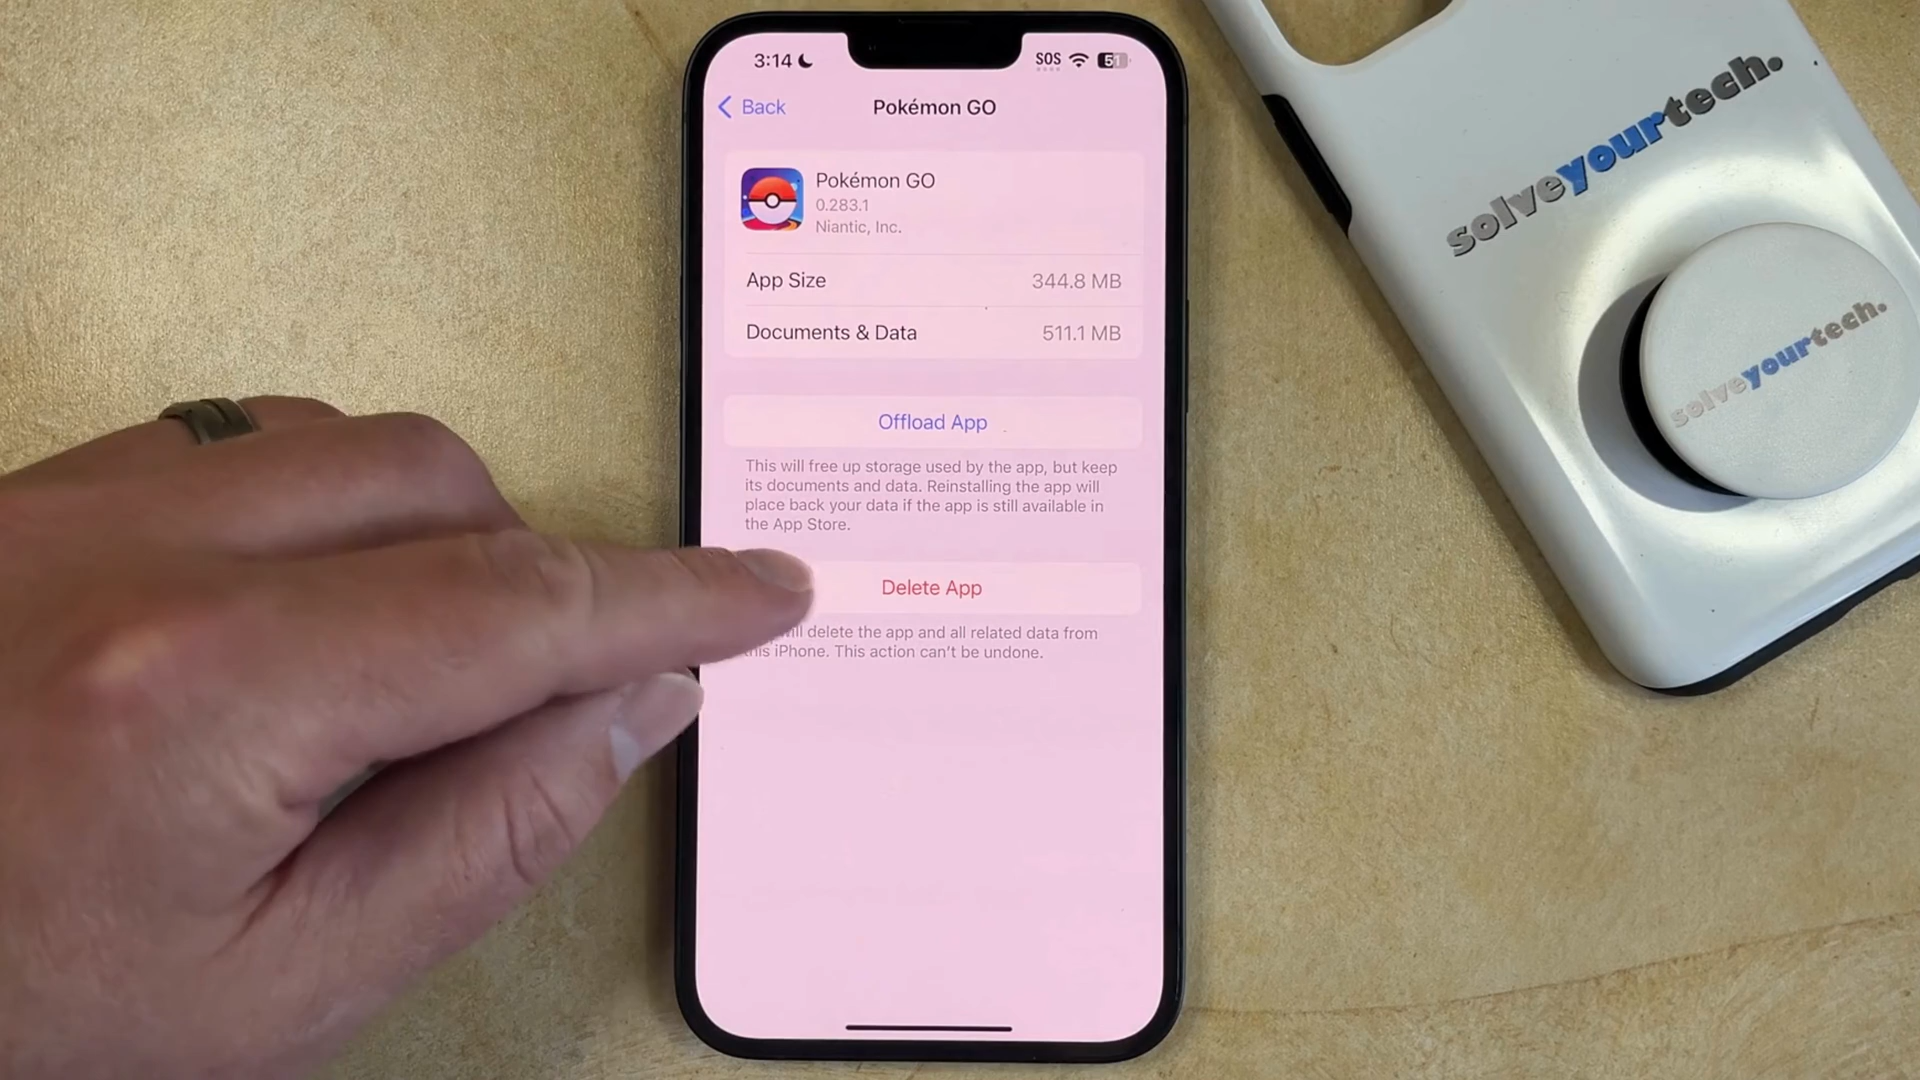 3:14
SOS
51
Back
Pokémon GO
Pokémon GO
0.283.1
Niantic, Inc.
App Size
344.8 MB
Documents & Data
511.1 MB
Offload App
This will free up storage used by the app, but keep
its documents and data. Reinstalling the app will
place back your data if the app is still available in
the App Store.
Delete App
will delete the app and all related data from
this iPhone. This action can't be undone.
solveyourtech.
solveyourtech.